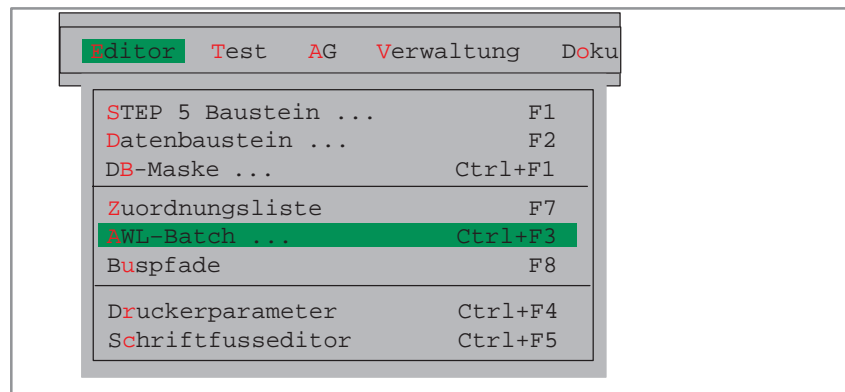 Editor Test AG Verwaltung Doku
STEP 5 Baustein ... F1
Datenbaustein ... F2
DB-Maske ... Ctrl+F1
Zuordnungsliste F7
AWL-Batch ... Ctrl+F3
Buspfade F8
Druckerparameter Ctrl+F4
Schriftfusseditor Ctrl+F5